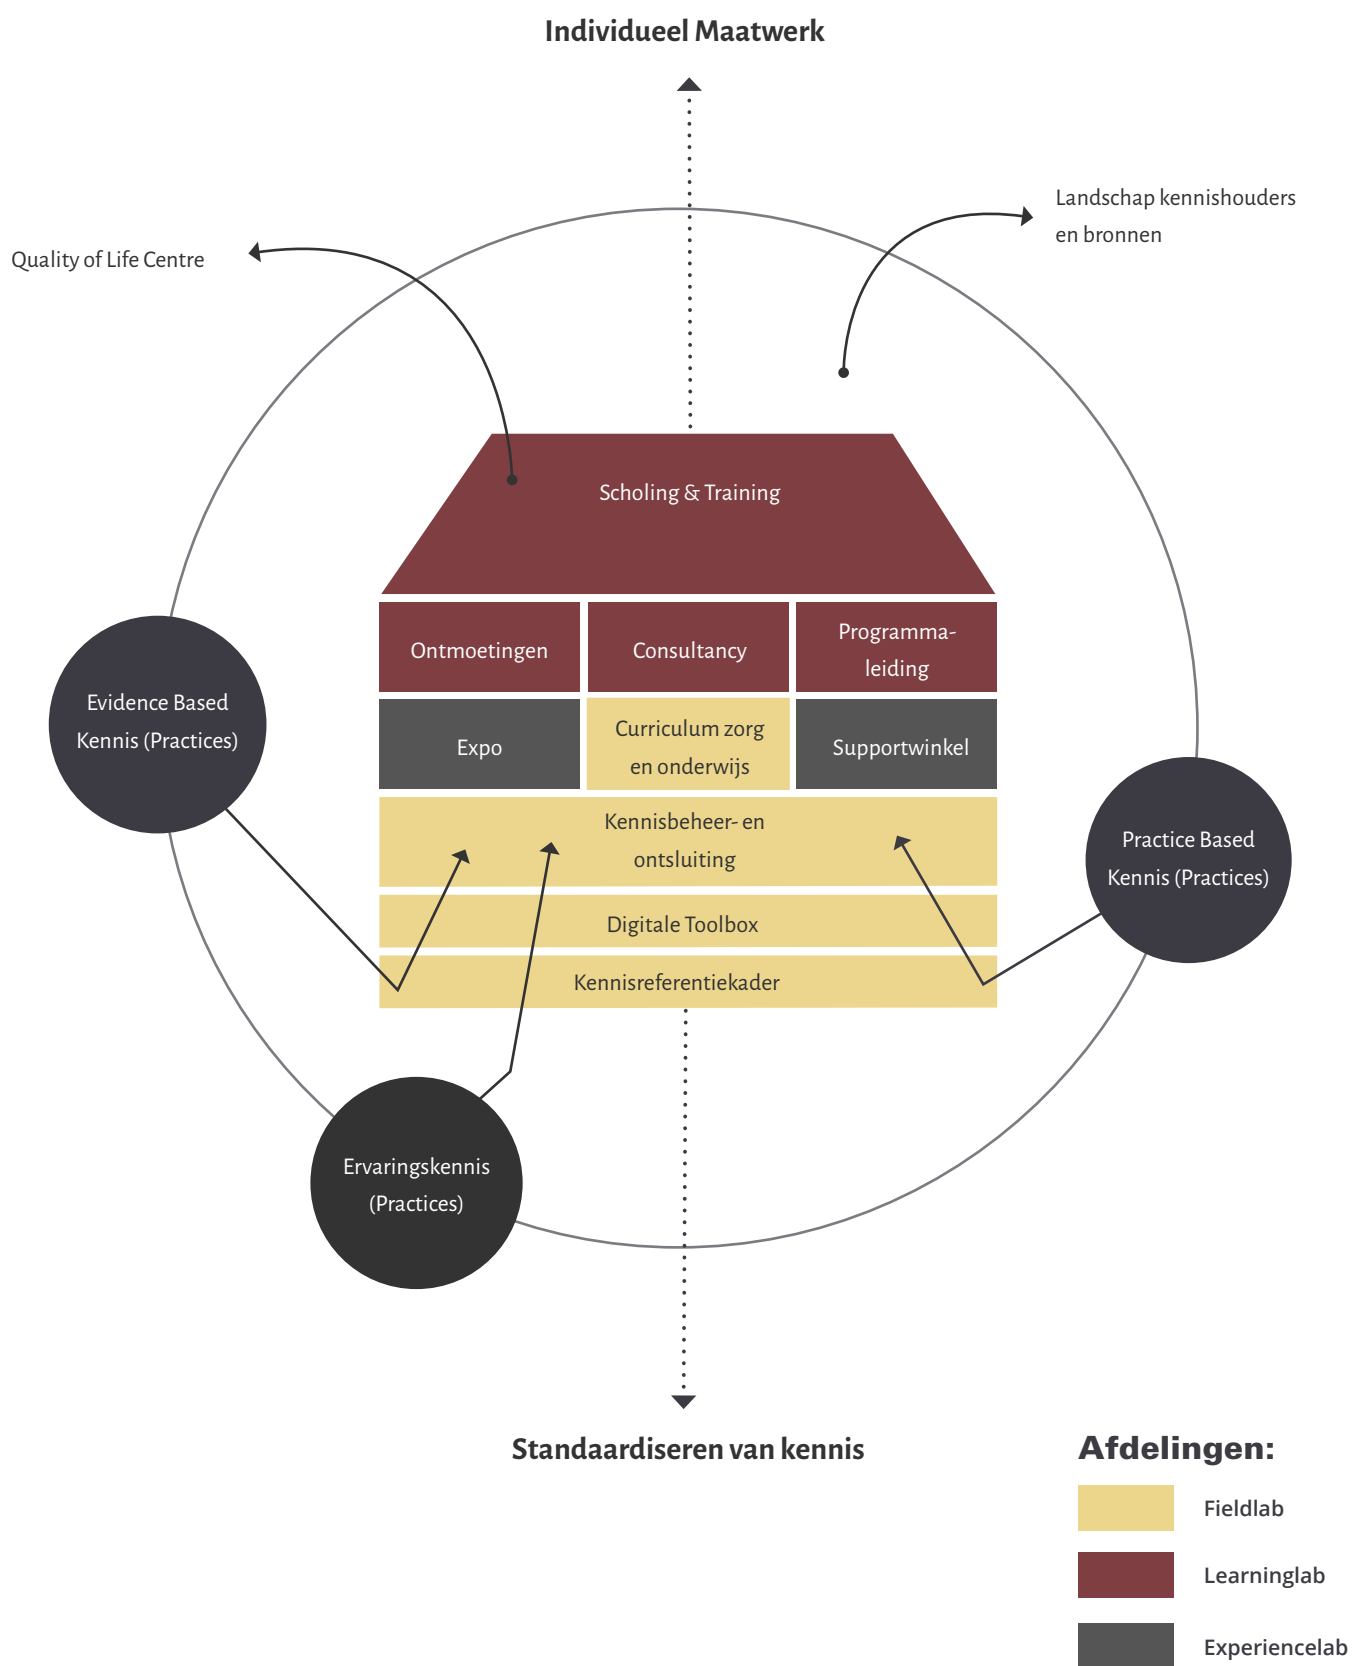 Individueel Maatwerk
Landschap kennishouders
en bronnen
Quality of Life Centre
Scholing & Training
Ontmoetingen
Consultancy
Programma-
leiding
Evidence Based
Kennis (Practices)
Expo
Curriculum zorg
en onderwijs
Supportwinkel
Kennisbeheer- en
ontsluiting
Practice Based
Kennis (Practices)
Digitale Toolbox
Kennisreferentiekader
Ervaringskennis
(Practices)
Standaardiseren van kennis
Afdelingen:
Fieldlab
Learninglab
Experiencelab